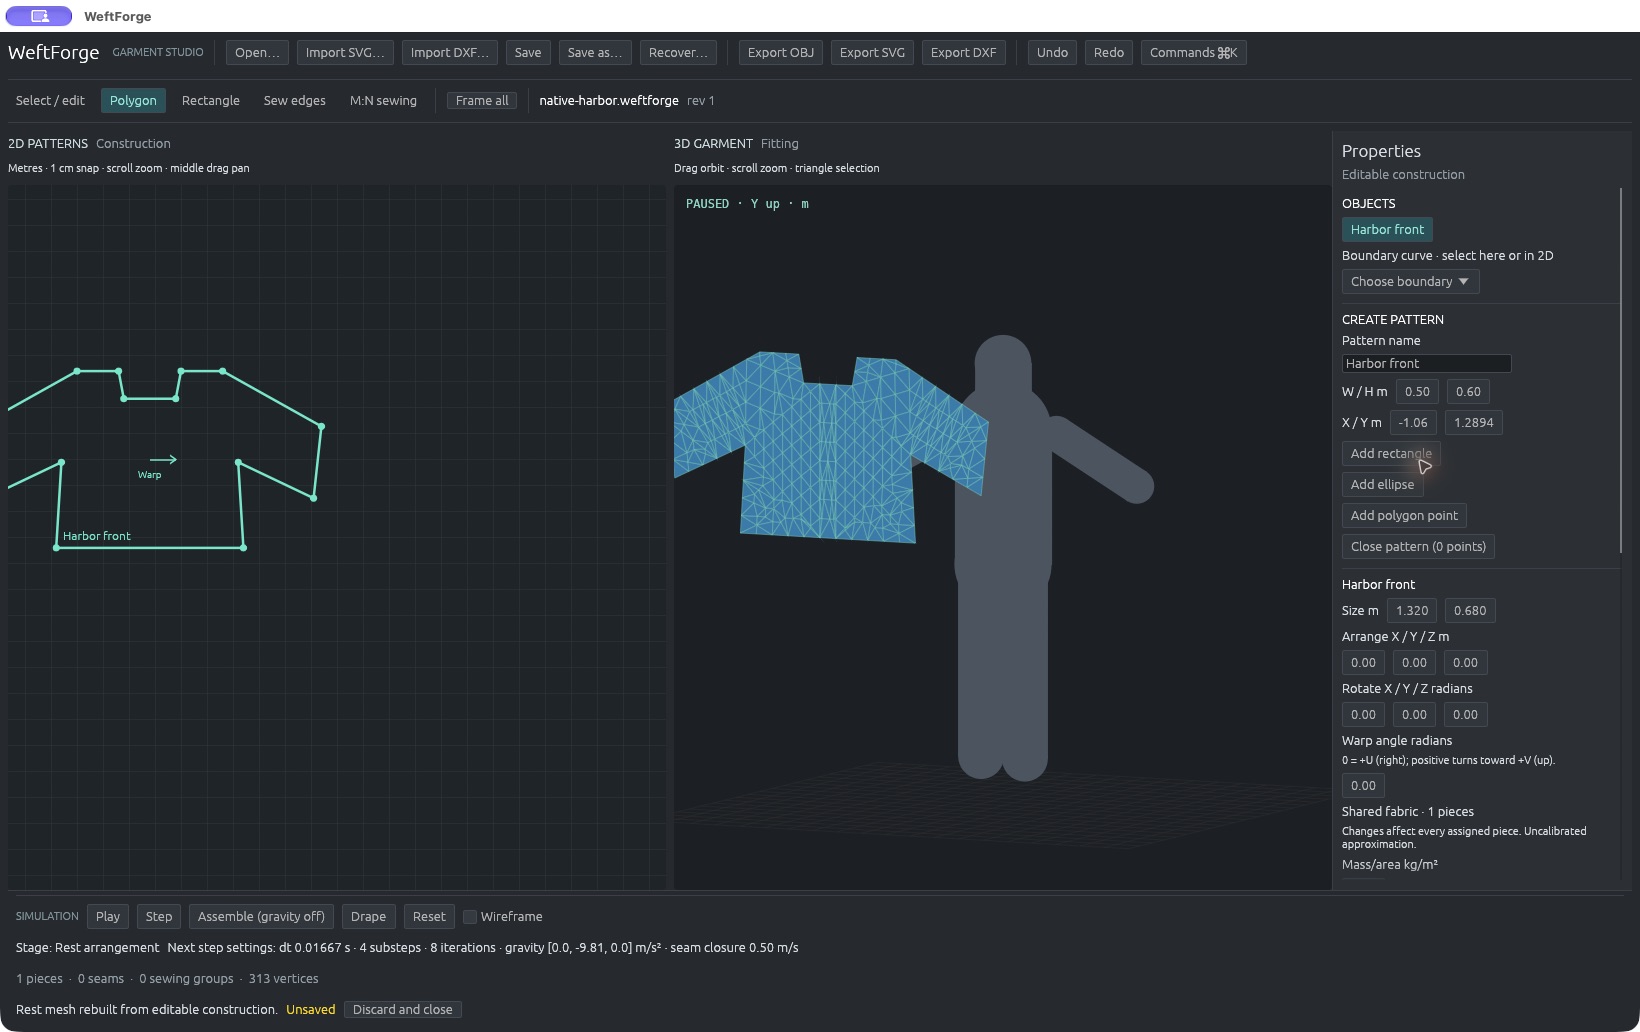 WeftForge
WeftForge GARMENT STUDIO Open... Import SVG... Import DXF... Save Save as... Recover... Export OBJ Export SVG Export DXF Undo Redo Commands ⌘K
Select / edit Polygon Rectangle Sew edges M:N sewing Frame all native-harbor.weftforge rev 1
2D PATTERNS Construction
Metres · 1 cm snap · scroll zoom · middle drag pan
Warp
Harbor front
3D GARMENT Fitting
Drag orbit · scroll zoom · triangle selection
PAUSED · Y up · m
Properties
Editable construction
OBJECTS
Harbor front
Boundary curve · select here or in 2D
Choose boundary
CREATE PATTERN
Pattern name
Harbor front
W / H m 0.50 0.60
X / Y m -1.06 1.2894
Add rectangle
Add ellipse
Add polygon point
Close pattern (0 points)
Harbor front
Size m 1.320 0.680
Arrange X / Y / Z m
0.00 0.00 0.00
Rotate X / Y / Z radians
0.00 0.00 0.00
Warp angle radians
0 = +U (right); positive turns toward +V (up).
0.00
Shared fabric · 1 pieces
Changes affect every assigned piece. Uncalibrated
approximation.
Mass/area kg/m²
SIMULATION Play Step Assemble (gravity off) Drape Reset Wireframe
Stage: Rest arrangement Next step settings: dt 0.01667 s · 4 substeps · 8 iterations · gravity [0.0, -9.81, 0.0] m/s² · seam closure 0.50 m/s
1 pieces · 0 seams · 0 sewing groups · 313 vertices
Rest mesh rebuilt from editable construction. Unsaved Discard and close